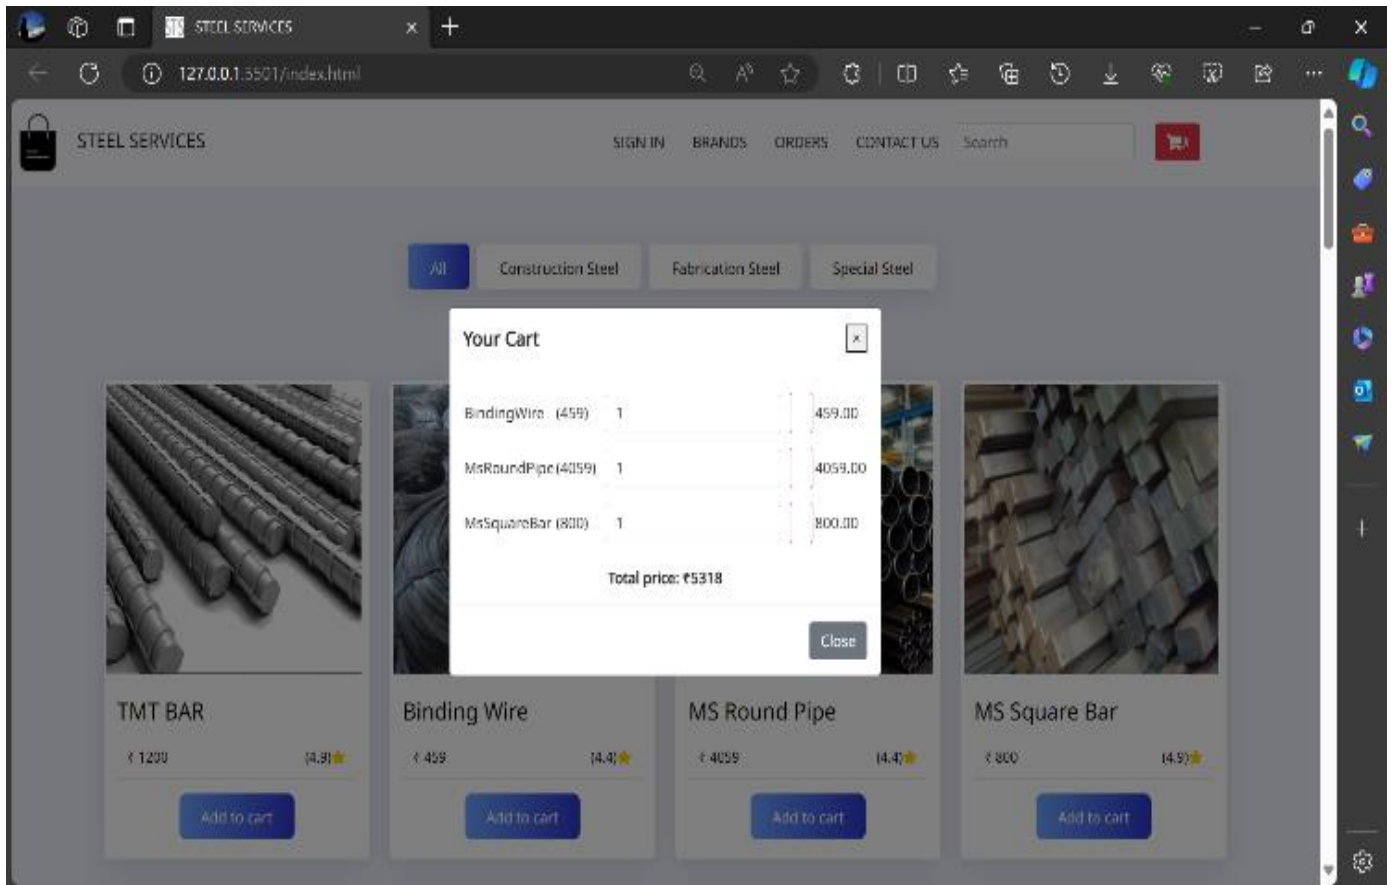 STEEL SERVICES
127.0.0.1:5501/index.html
STEEL SERVICES
SIGN IN BRANDS ORDERS CONTACT US Search
All Construction Steel Fabrication Steel Special Steel
Your Cart ×
BindingWire (459) 1 459.00
MsRoundPipe (4059) 1 4059.00
MsSquareBar (800) 1 800.00
Total price: ₹5318
Close
TMT BAR Binding Wire MS Round Pipe MS Square Bar
₹ 1200 (4.9) ₹ 459 (4.4) ₹ 4059 (4.4) ₹ 800 (4.9)
Add to cart Add to cart Add to cart Add to cart